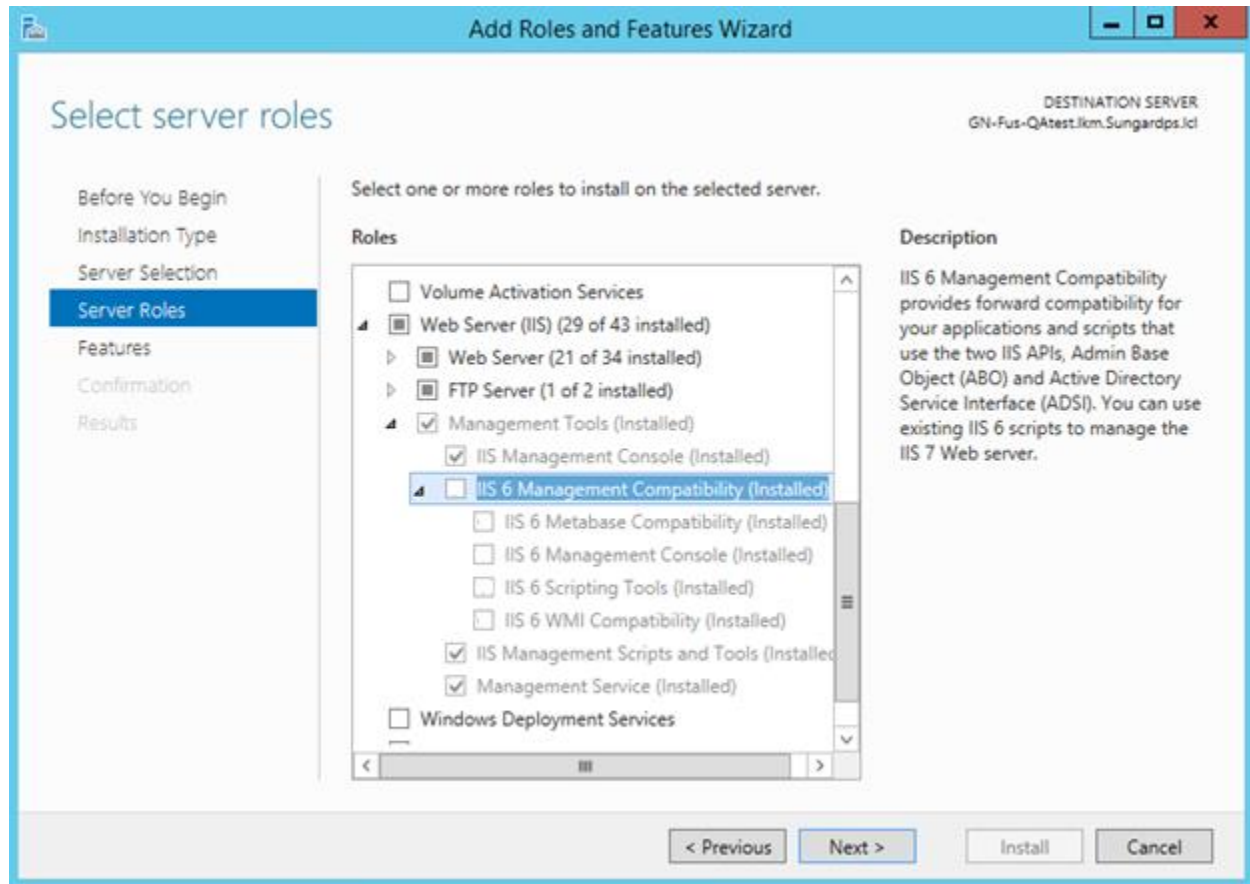 Add Roles and Features Wizard
Select server roles
DESTINATION SERVER
GN-Fus-QAtest.lkm.Sungardps.lcl
Before You Begin
Installation Type
Server Selection
Server Roles
Features
Confirmation
Results
Select one or more roles to install on the selected server.
Roles
Volume Activation Services
Web Server (IIS) (29 of 43 installed)
Web Server (21 of 34 installed)
FTP Server (1 of 2 installed)
Management Tools (Installed)
IIS Management Console (Installed)
IIS 6 Management Compatibility (Installed)
IIS 6 Metabase Compatibility (Installed)
IIS 6 Management Console (Installed)
IIS 6 Scripting Tools (Installed)
IIS 6 WMI Compatibility (Installed)
IIS Management Scripts and Tools (Installed
Management Service (Installed)
Windows Deployment Services
Description
IIS 6 Management Compatibility
provides forward compatibility for
your applications and scripts that
use the two IIS APIs, Admin Base
Object (ABO) and Active Directory
Service Interface (ADSI). You can use
existing IIS 6 scripts to manage the
IIS 7 Web server.
< Previous
Next >
Install
Cancel